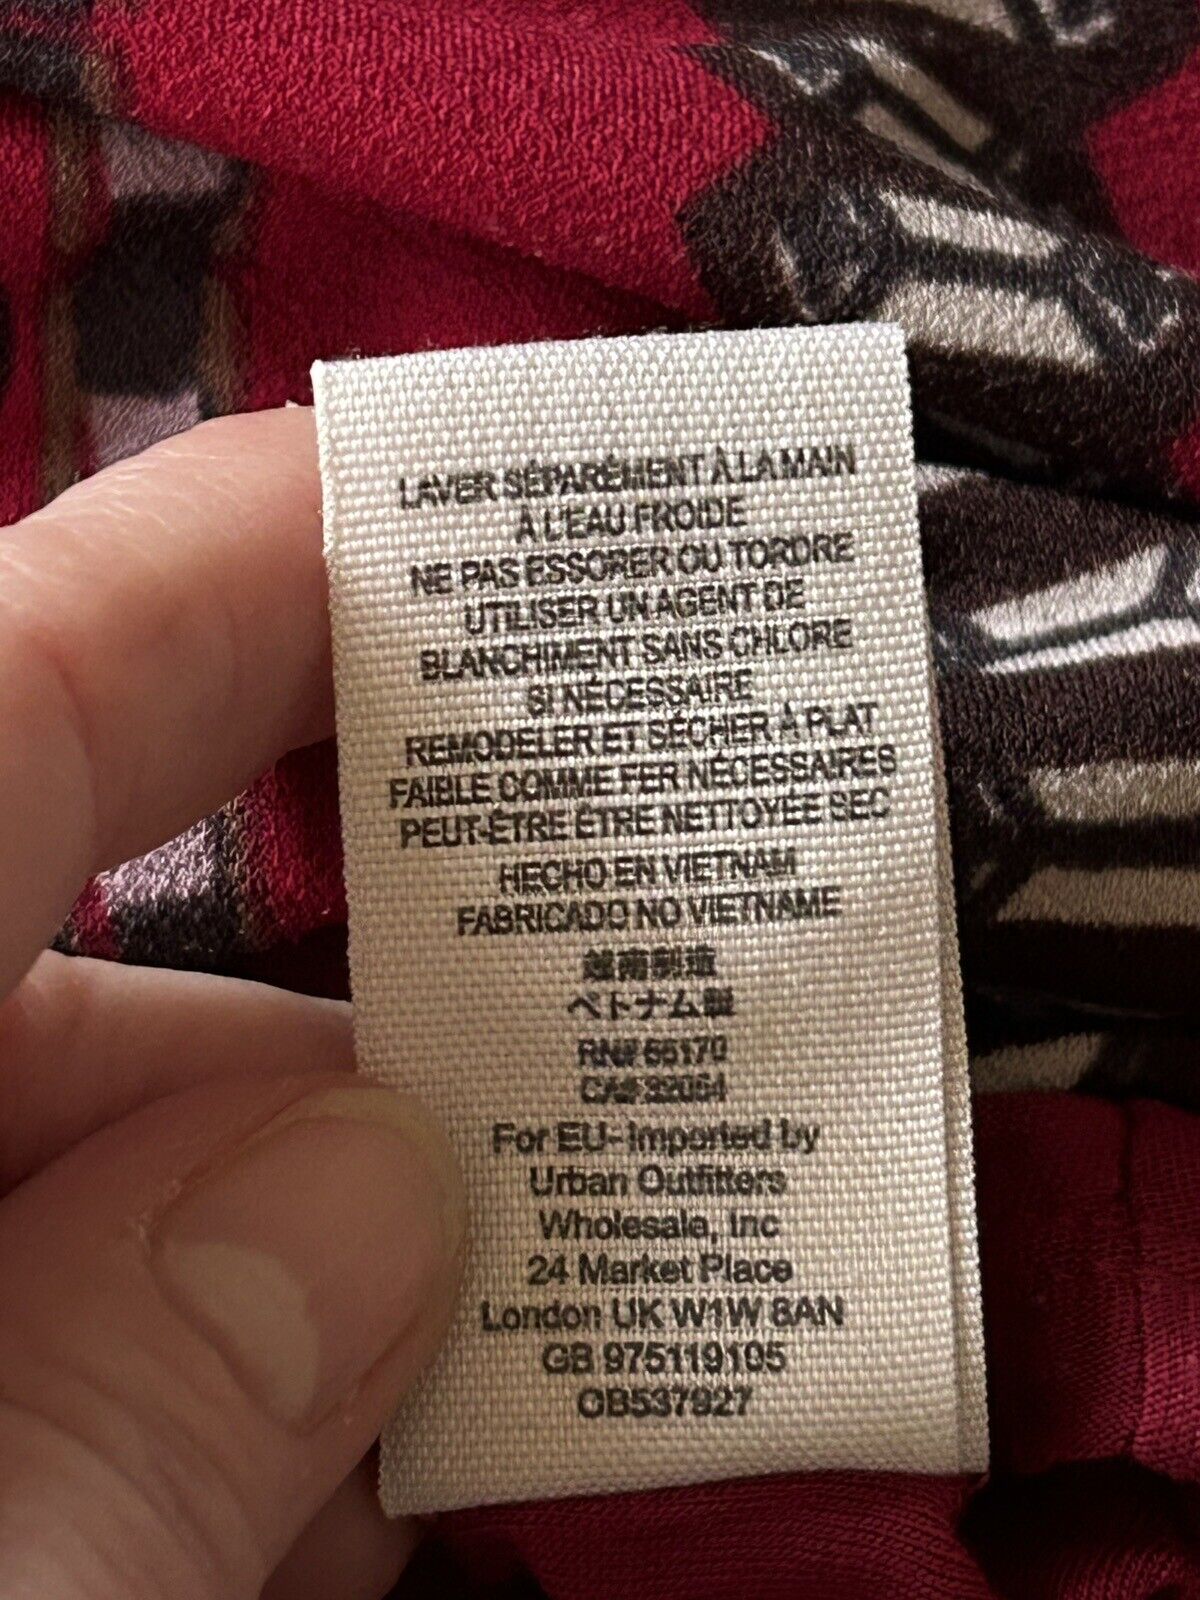 LAVER SÉPARÉMENT À LA MAIN
À L'EAU FROIDE
NE PAS ESSORER OU TORDRE
UTILISER UN AGENT DE
BLANCHIMENT SANS CHLORE
SI NÉCESSAIRE
REMODELER ET SÉCHER À PLAT
FAIBLE COMME FER NÉCESSAIRES
PEUT-ÊTRE ÊTRE NETTOYÉE SEC
HECHO EN VIETNAM
FABRICADO NO VIETNAME
越南制造
ベトナム製
RN# 66170
CA# 32064
For EU- Imported by
Urban Outfitters
Wholesale, Inc
24 Market Place
London UK W1W 8AN
GB 975119105
OB537927